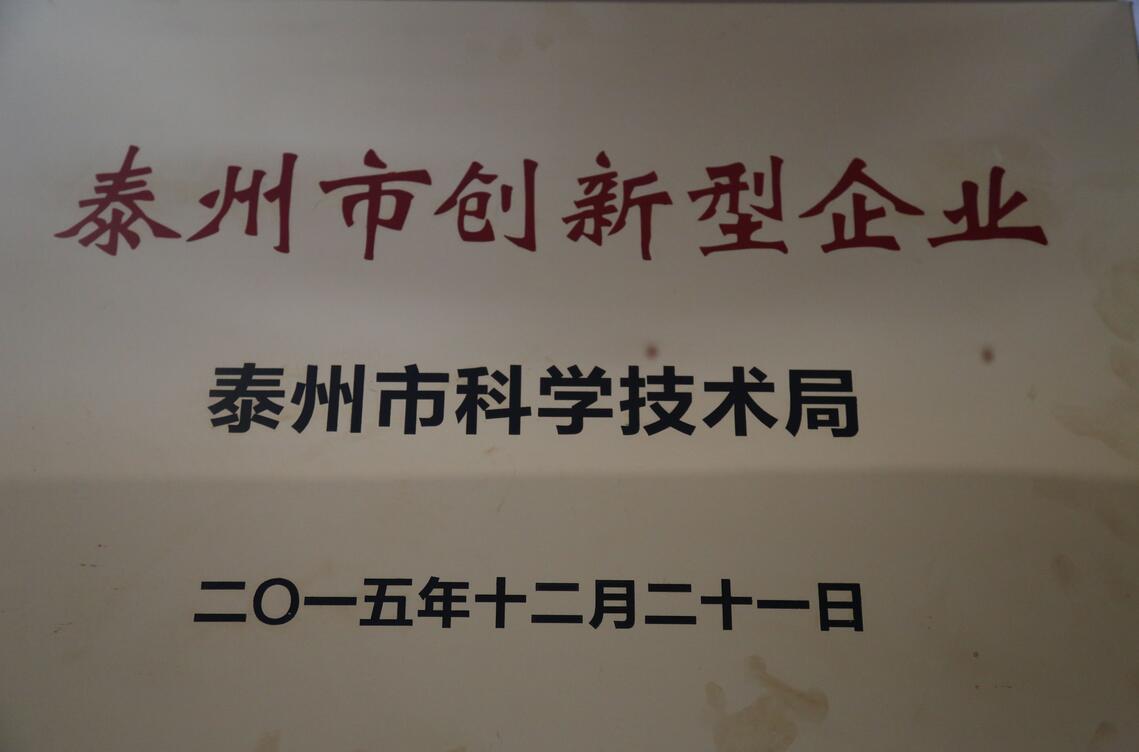 泰州市创新型企业
泰州市科学技术局
二〇一五年十二月二十一日